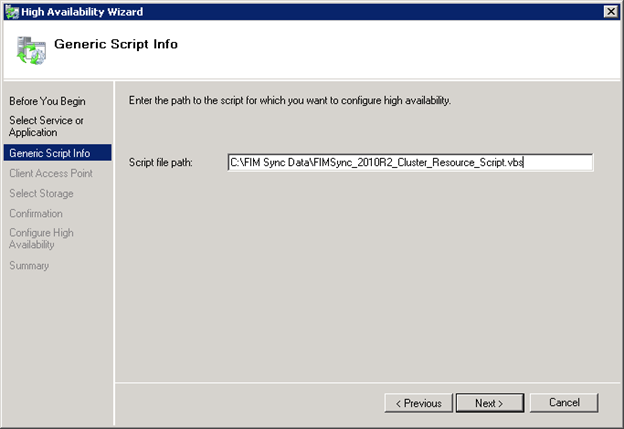 High Availability Wizard
Generic Script Info
Before You Begin
Select Service or
Application
Generic Script Info
Client Access Point
Select Storage
Confirmation
Configure High
Availability
Summary
Enter the path to the script for which you want to configure high availability.
Script file path: C:\FIM Sync Data\FIMSync_2010R2_Cluster_Resource_Script.vbs
< Previous Next > Cancel